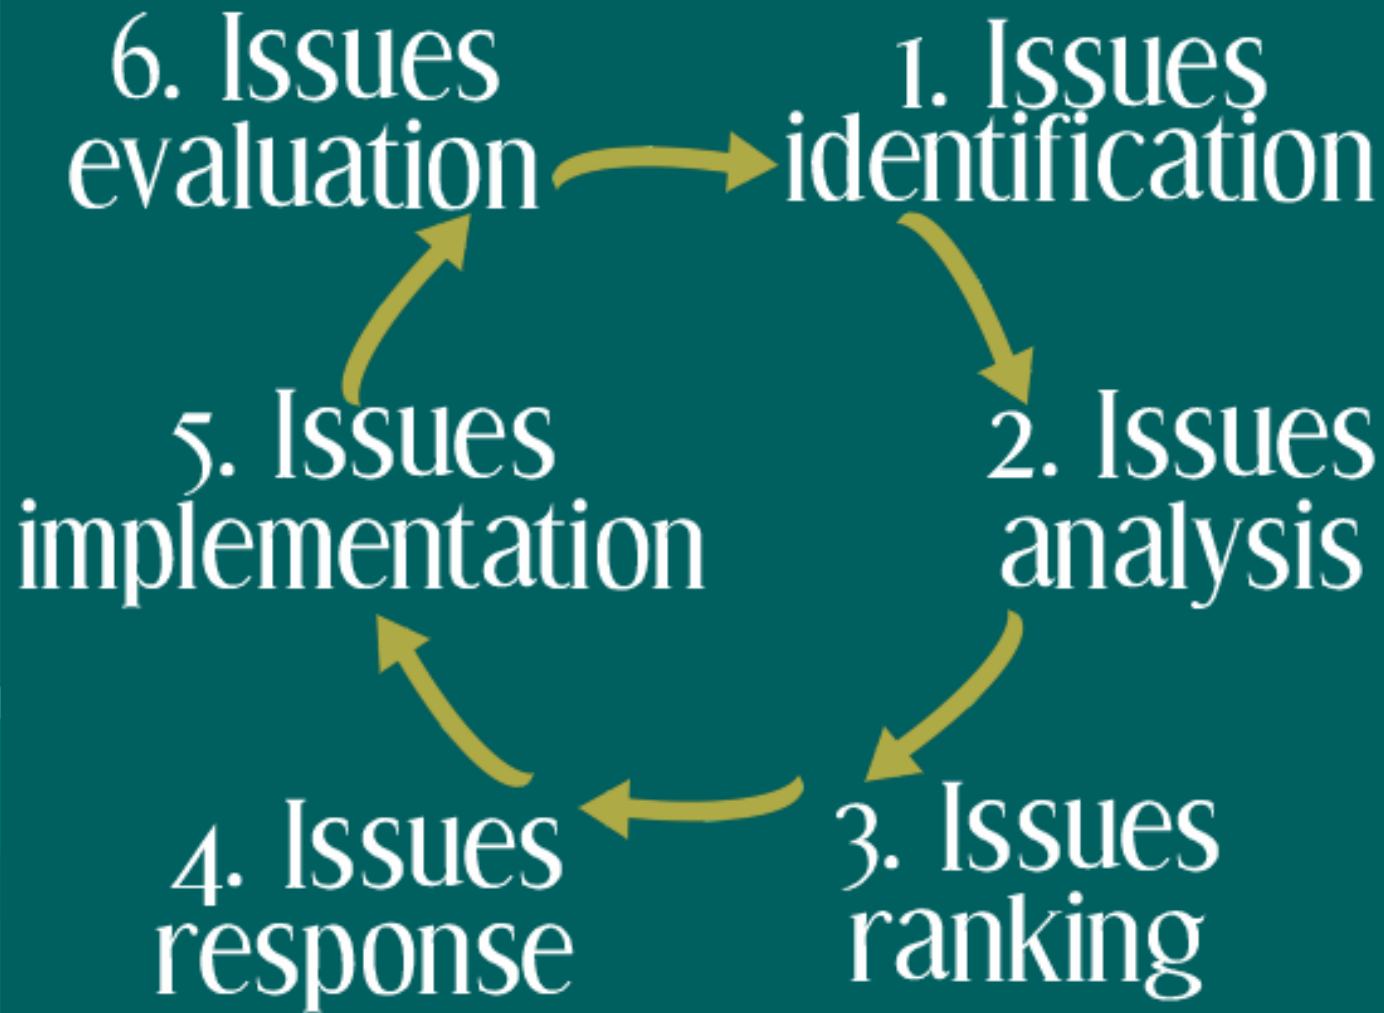 1. Issues
identification
2. Issues
analysis
3. Issues
ranking
4. Issues
response
5. Issues
implementation
6. Issues
evaluation